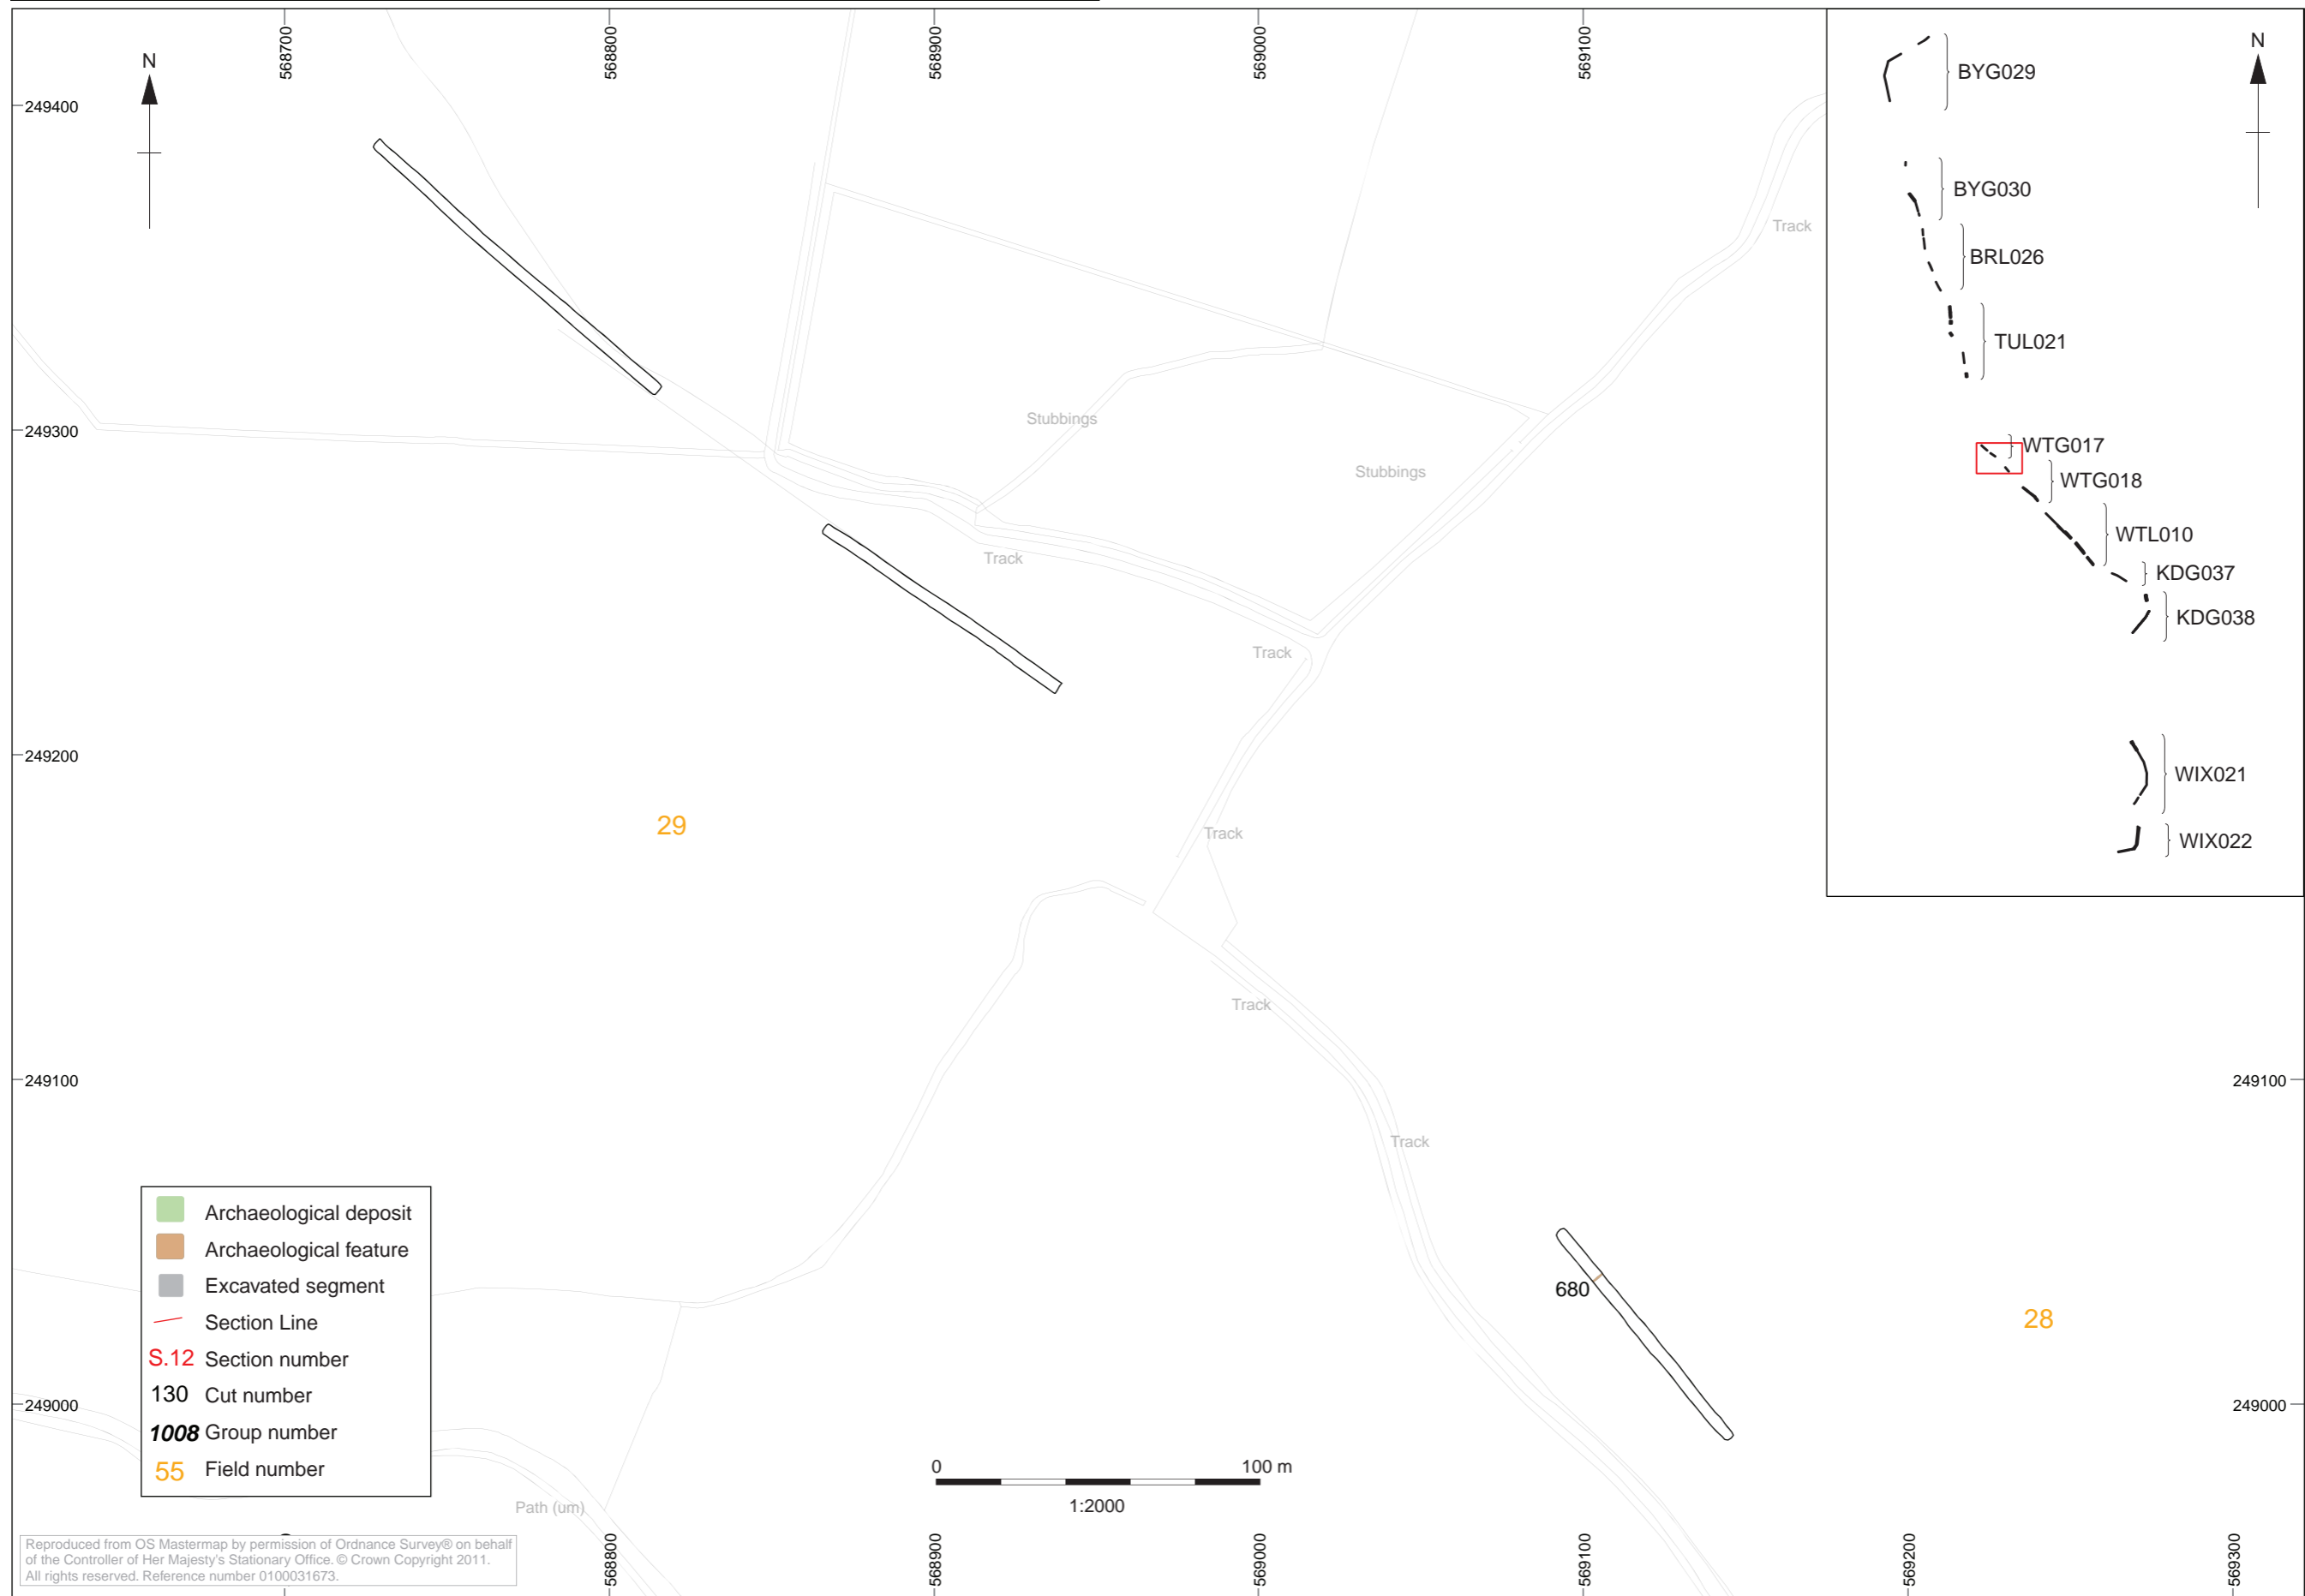 568700
568800
568900
569000
569100
N
N
249400
249300
249200
249100
249000
249100
249000
BYG029
BYG030
BRL026
TUL021
WTG017
WTG018
WTL010
KDG037
KDG038
WIX021
WIX022
Track
Stubbings
Stubbings
Track
Track
Track
Track
Track
29
680
28
Archaeological deposit
Archaeological feature
Excavated segment
Section Line
S.12 Section number
130 Cut number
1008 Group number
55 Field number
Path (um)
0 100 m
1:2000
568800
568900
569000
569100
569200
569300
Reproduced from OS Mastermap by permission of Ordnance Survey® on behalf
of the Controller of Her Majesty's Stationary Office. © Crown Copyright 2011.
All rights reserved. Reference number 0100031673.